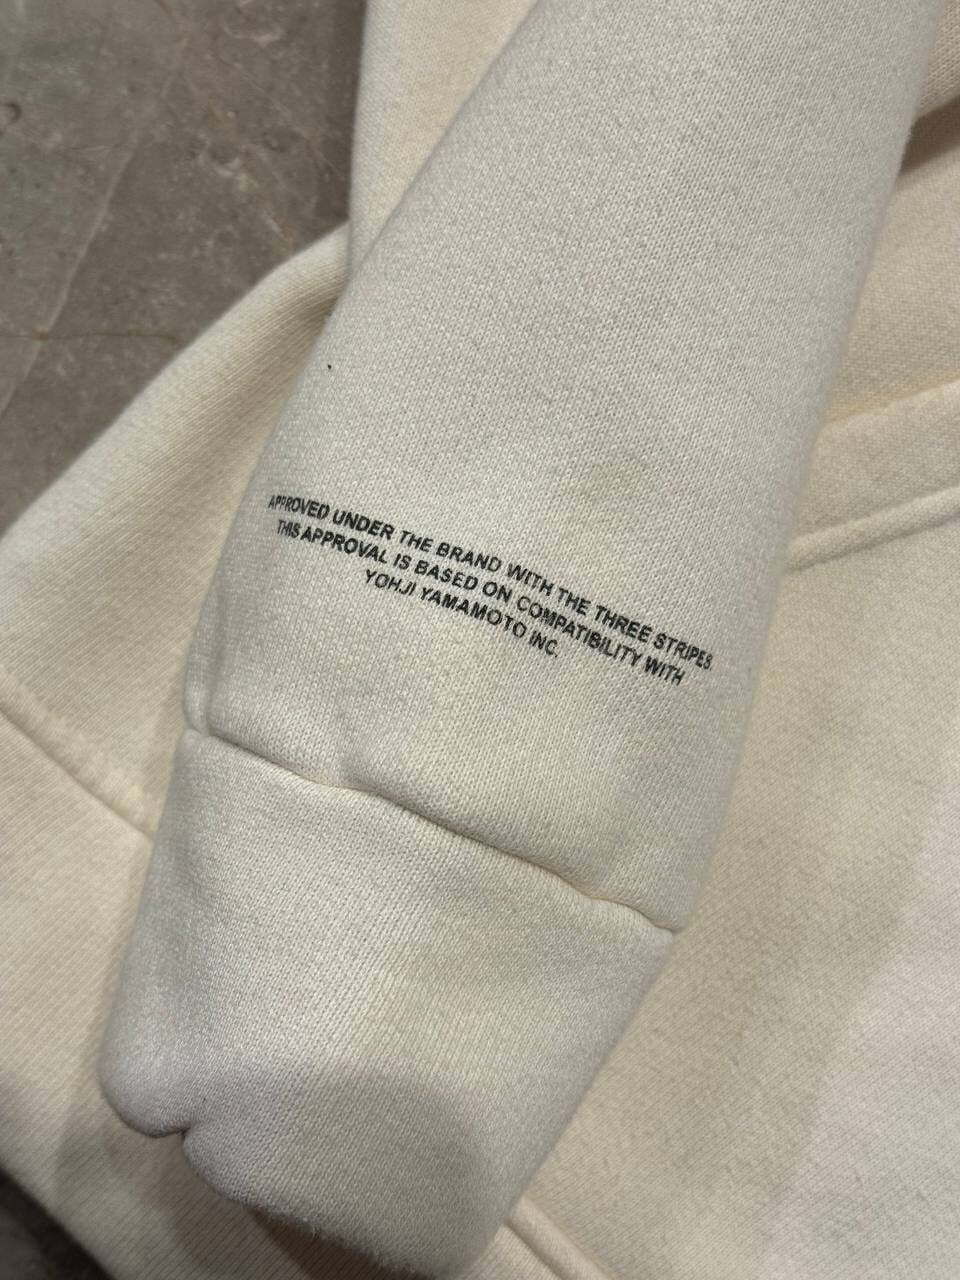 APPROVED UNDER THE BRAND WITH THE THREE STRIPES.
THIS APPROVAL IS BASED ON COMPATIBILITY WITH
YOHJI YAMAMOTO INC.